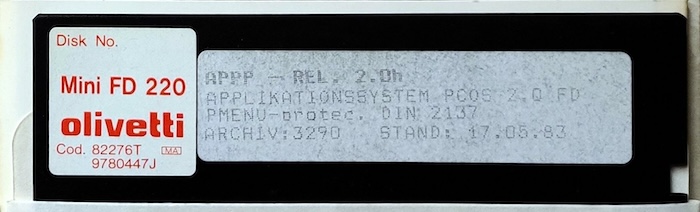 Disk No.
Mini FD 220
olivetti
Cod. 82276T MA
9780447J
APPP - REL. 2.0h
APPLIKATIONSSYSTEM PCOS 2.0 FD
PMENU-protec. DIN 2137
ARCHIV:3290 STAND: 17.05.83